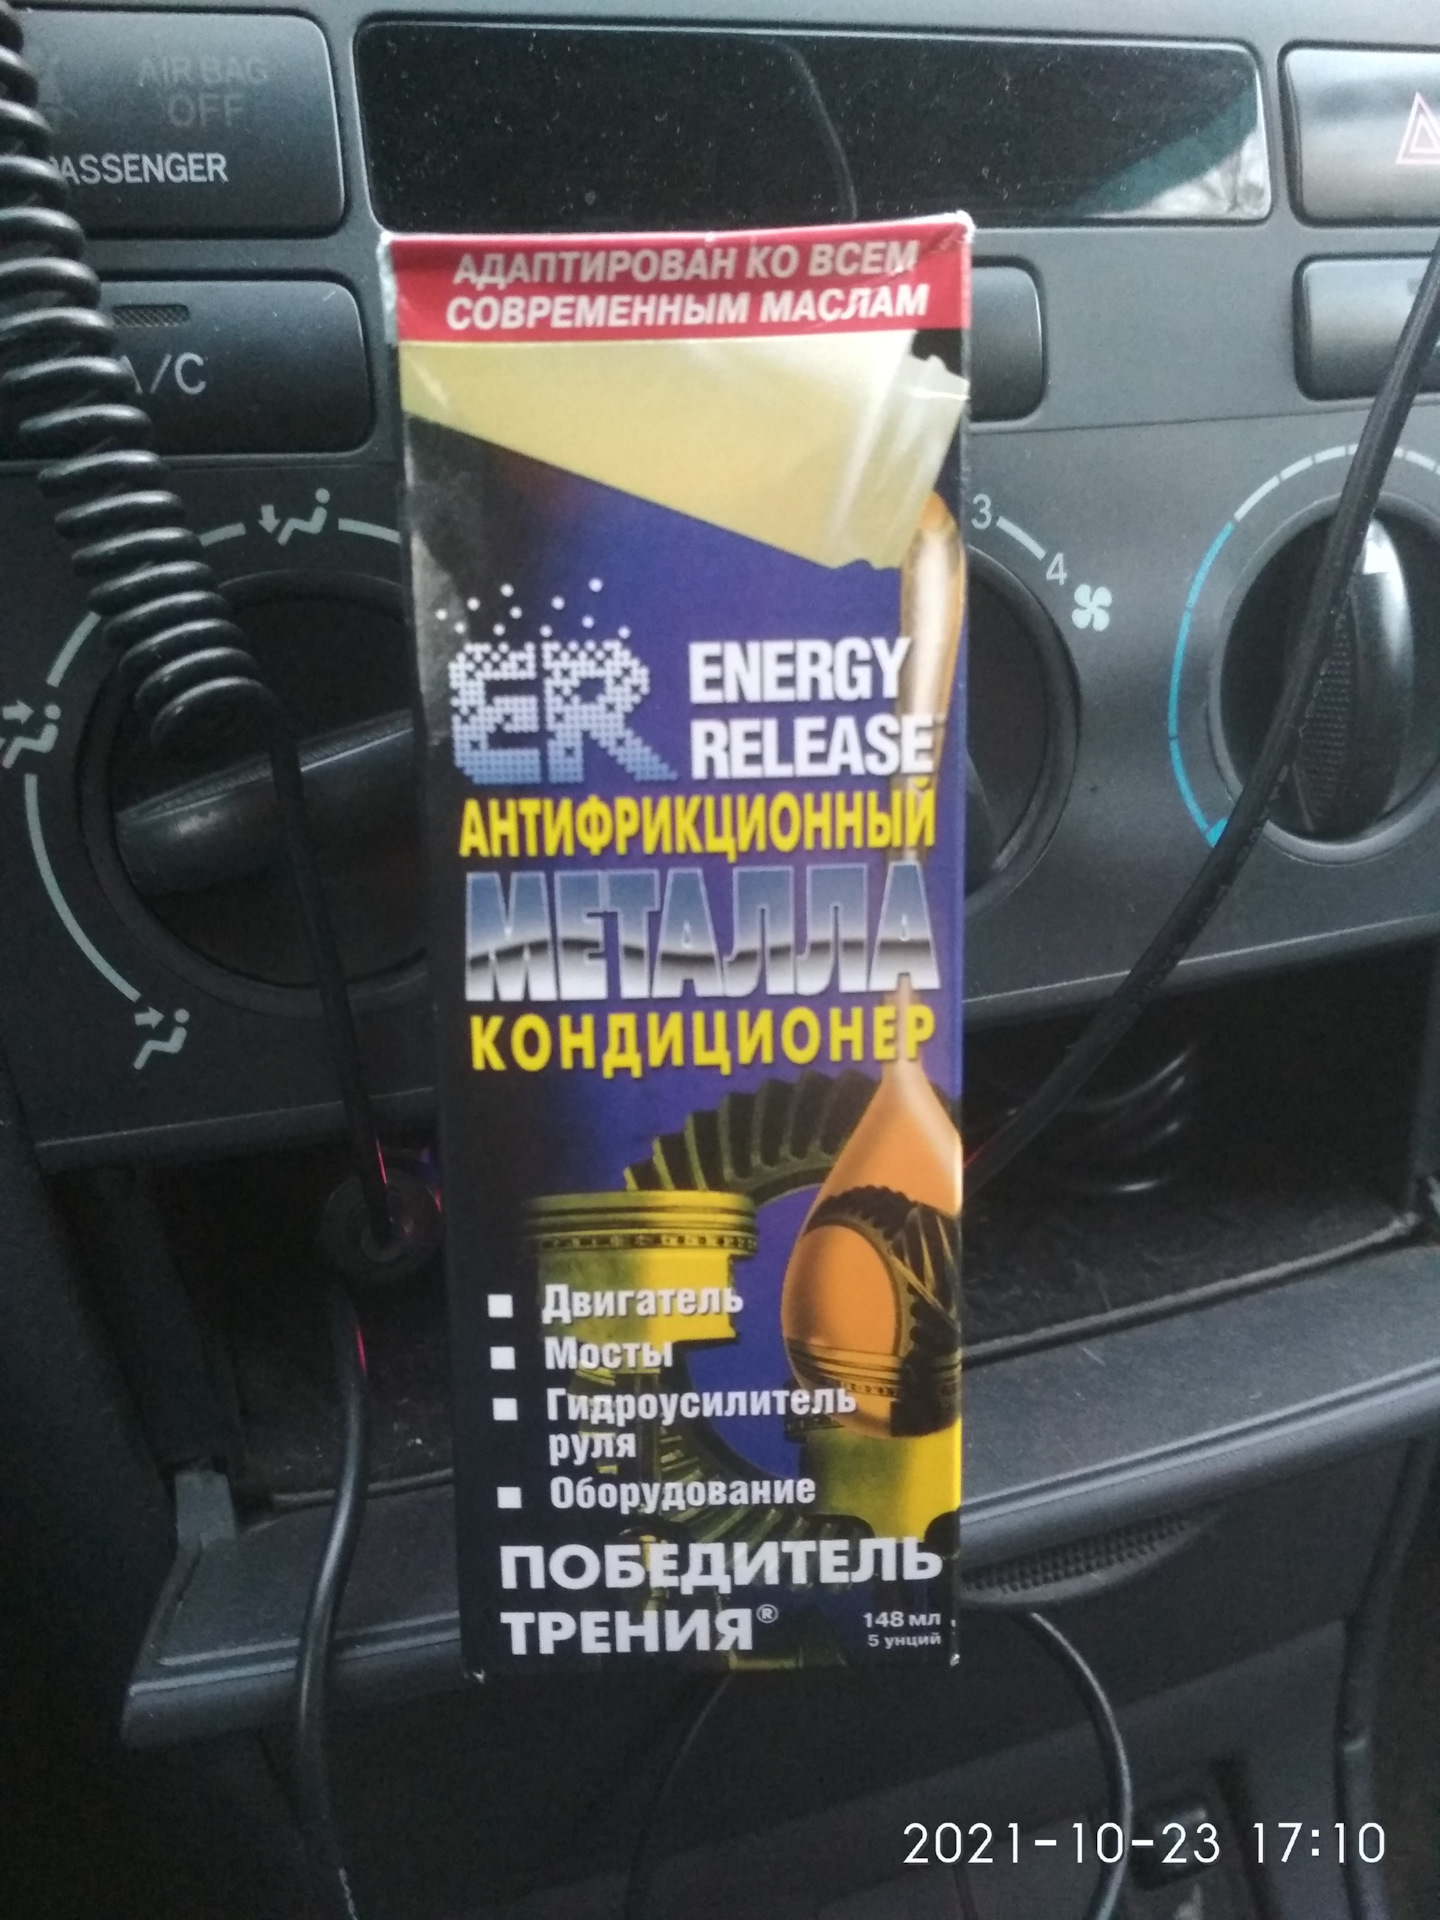 AIR BAG
OFF
PASSENGER
A/C
АДАПТИРОВАН КО ВСЕМ
СОВРЕМЕННЫМ МАСЛАМ
3
4
ER ENERGY
RELEASE
АНТИФРИКЦИОННЫЙ
МЕТАЛЛА
КОНДИЦИОНЕР
Двигатель
Мосты
Гидроусилитель
руля
Оборудование
ПОБЕДИТЕЛЬ
ТРЕНИЯ®
148 мл
5 унций
2021-10-23 17:10